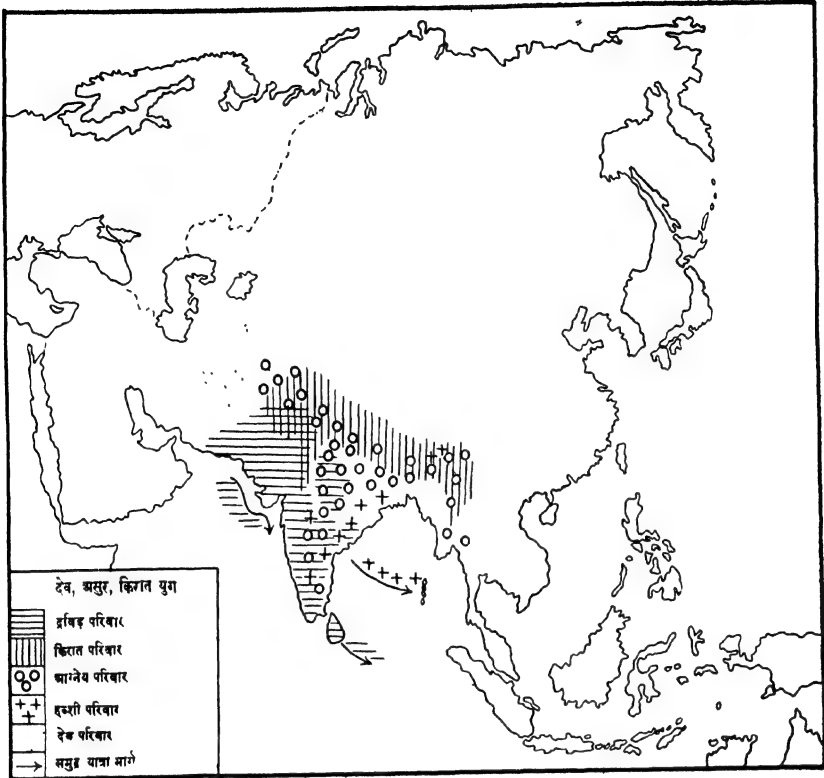 देव, असुर, किरात युग
द्रविड़ परिवार
किरात परिवार
आग्नेय परिवार
हब्शी परिवार
देव परिवार
समुद्र यात्रा मार्ग